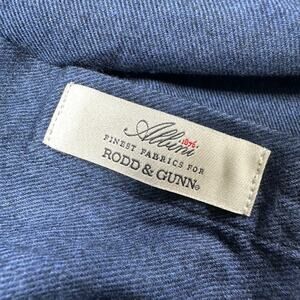 Albini 1876
FINEST FABRICS FOR
RODD & GUNN®